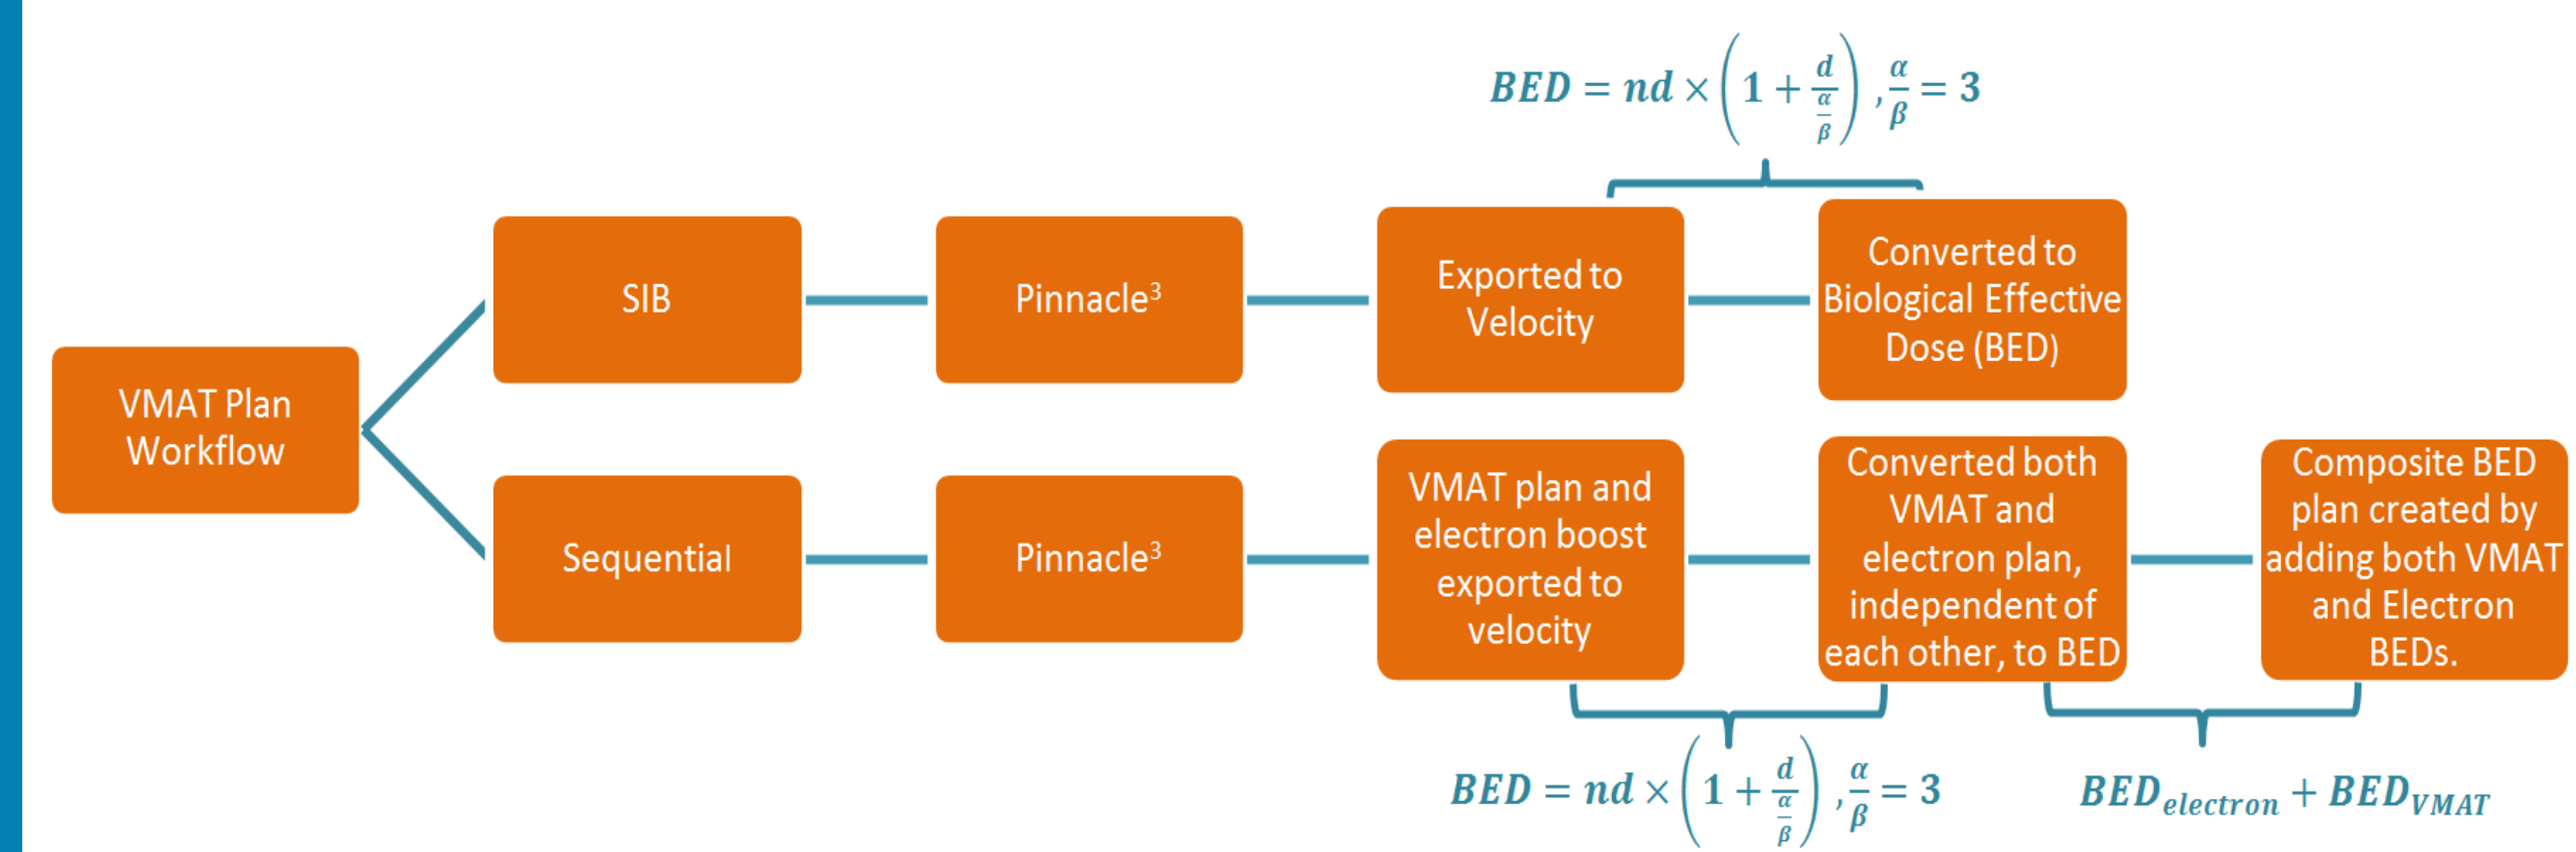 BED = nd × (1 + d/(α/β)), α/β = 3
VMAT Plan
Workflow
SIB
Pinnacle³
Exported to
Velocity
Converted to
Biological Effective
Dose (BED)
Sequential
Pinnacle³
VMAT plan and
electron boost
exported to
velocity
Converted both
VMAT and
electron plan,
independent of
each other, to BED
Composite BED
plan created by
adding both VMAT
and Electron
BEDs.
BED = nd × (1 + d/(α/β)), α/β = 3
BED_electron + BED_VMAT